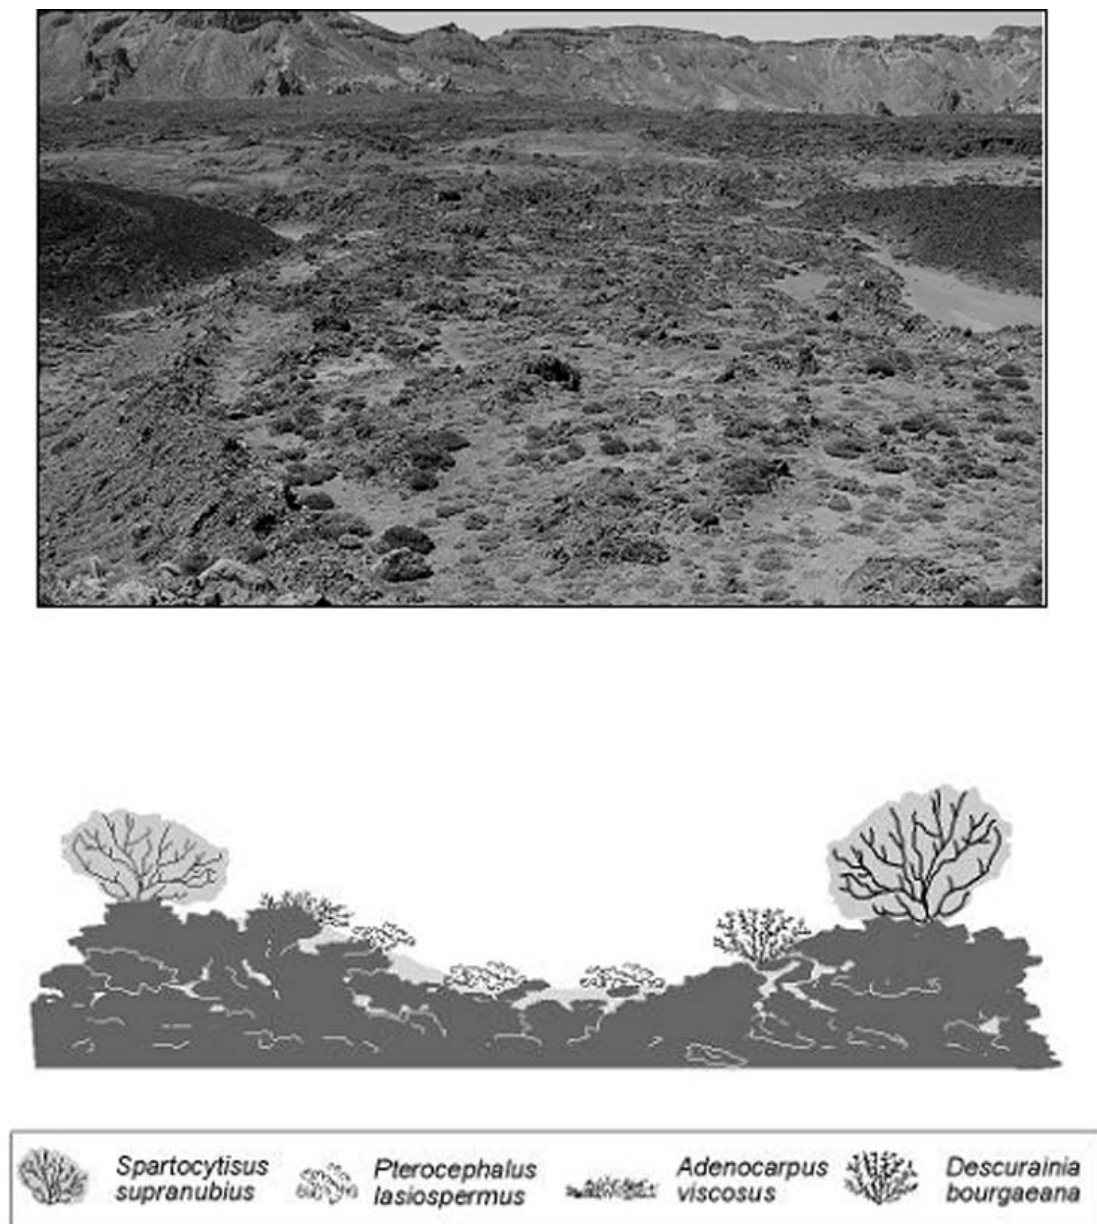 Spartocytisus
supranubius
Pterocephalus
lasiospermus
Adenocarpus
viscosus
Descurainia
bourgaeana